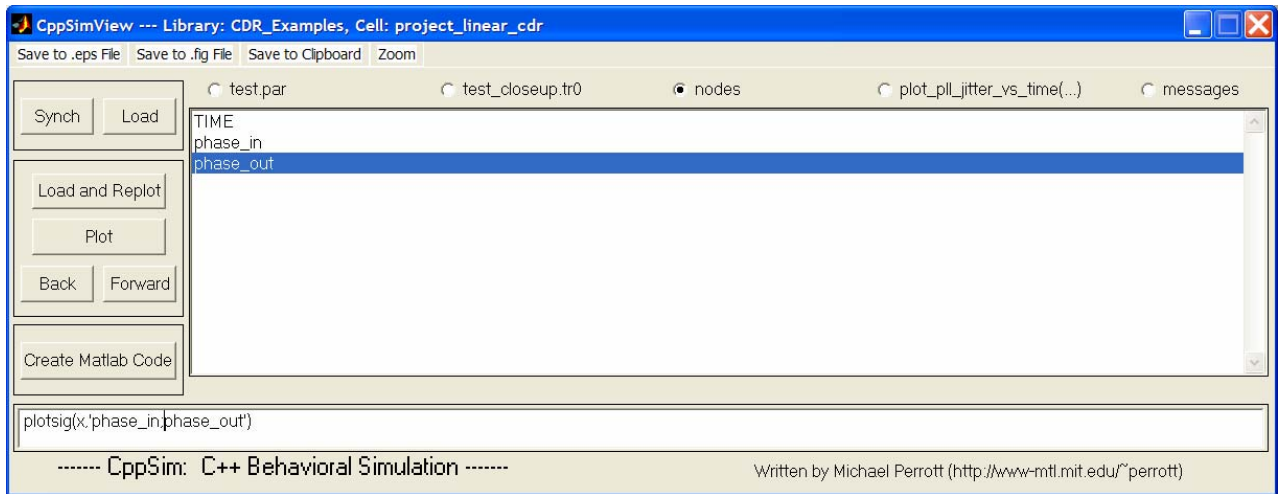 CppSimView --- Library: CDR_Examples, Cell: project_linear_cdr
Save to .eps File Save to .fig File Save to Clipboard Zoom
test.par test_closeup.tr0 nodes plot_pll_jitter_vs_time(...) messages
Synch Load
TIME
phase_in
phase_out
Load and Replot
Plot
Back Forward
Create Matlab Code
plotsig(x,'phase_in;phase_out')
------- CppSim: C++ Behavioral Simulation -------
Written by Michael Perrott (http://www-mtl.mit.edu/~perrott)